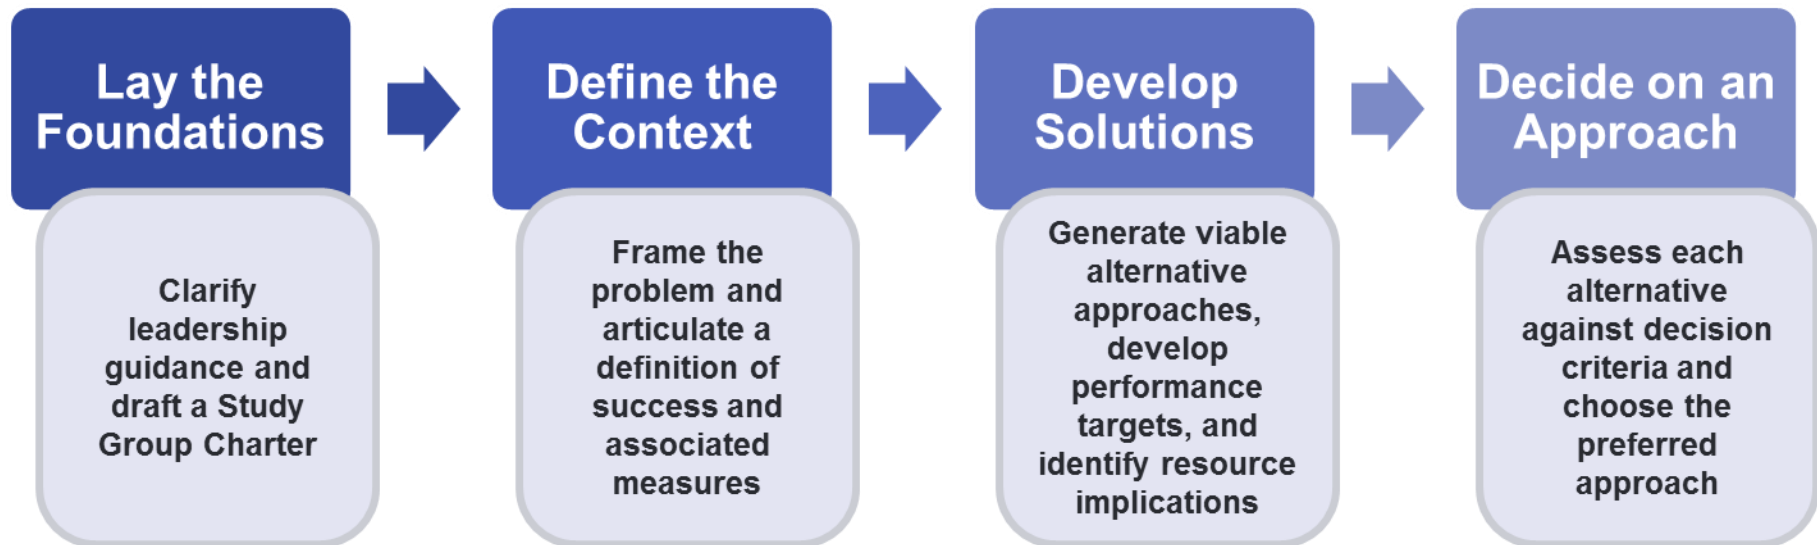 Lay the
Foundations
Define the
Context
Develop
Solutions
Decide on an
Approach
Clarify
leadership
guidance and
draft a Study
Group Charter
Frame the
problem and
articulate a
definition of
success and
associated
measures
Generate viable
alternative
approaches,
develop
performance
targets, and
identify resource
implications
Assess each
alternative
against decision
criteria and
choose the
preferred
approach